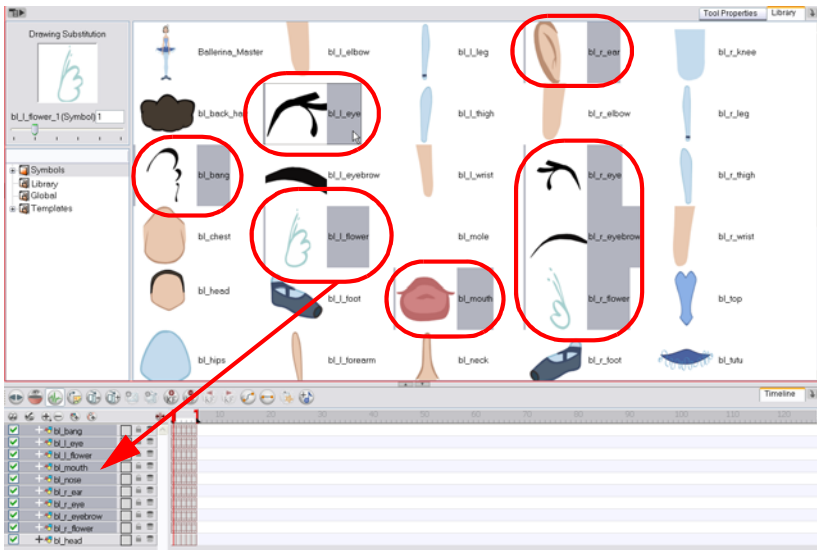 Tool Properties Library
Drawing Substitution
bl_l_flower_1(Symbol) 1
Symbols
Library
Global
Templates
Ballerina_Master bl_l_elbow bl_l_leg bl_r_ear bl_r_knee
bl_back_ha bl_l_eye bl_l_thigh bl_r_elbow bl_r_leg
bl_bang bl_l_eyebrow bl_l_wrist bl_r_eye bl_r_thigh
bl_chest bl_l_flower bl_mole bl_r_eyebrow bl_r_wrist
bl_head bl_l_foot bl_mouth bl_r_flower bl_top
bl_hips bl_l_forearm bl_neck bl_r_foot bl_tutu
Timeline
1 10 20 30 40 50 60 70 80 90 100 110 120
bl_bang
bl_l_eye
bl_l_flower
bl_mouth
bl_nose
bl_r_ear
bl_r_eye
bl_r_eyebrow
bl_r_flower
bl_head